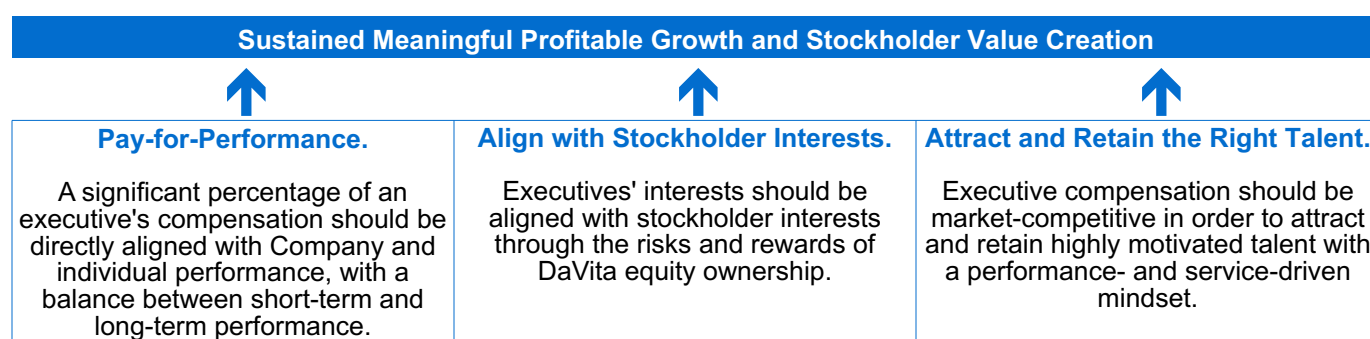 Sustained Meaningful Profitable Growth and Stockholder Value Creation
Pay-for-Performance.
A significant percentage of an
executive's compensation should be
directly aligned with Company and
individual performance, with a
balance between short-term and
long-term performance.
Align with Stockholder Interests.
Executives' interests should be
aligned with stockholder interests
through the risks and rewards of
DaVita equity ownership.
Attract and Retain the Right Talent.
Executive compensation should be
market-competitive in order to attract
and retain highly motivated talent with
a performance- and service-driven
mindset.